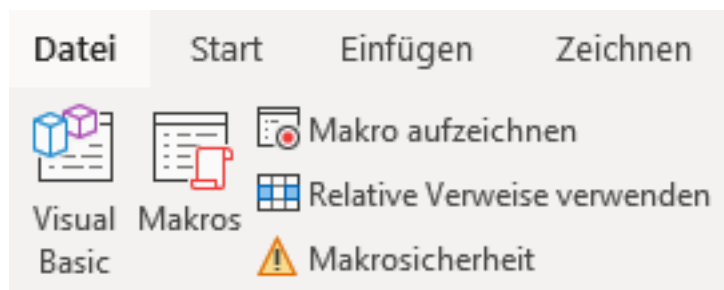 Datei Start Einfügen Zeichnen
Visual Basic
Makros
Makro aufzeichnen
Relative Verweise verwenden
Makrosicherheit